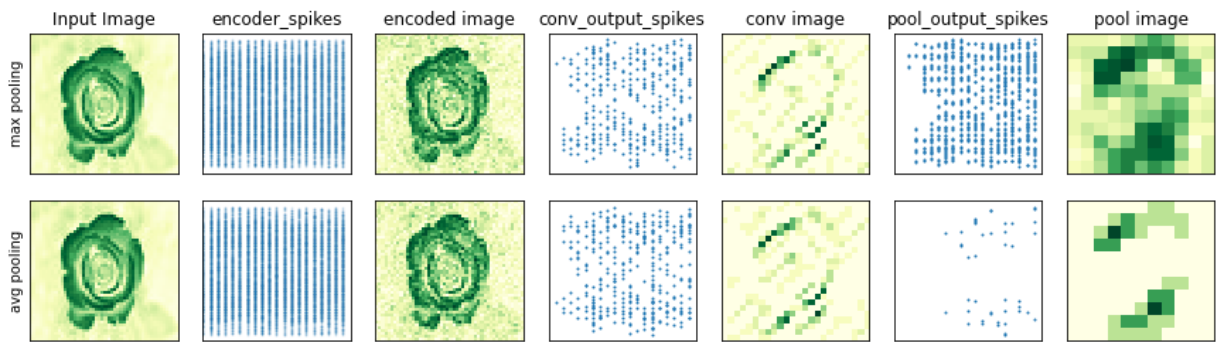 Input Image encoder_spikes encoded image conv_output_spikes conv image pool_output_spikes pool image
max pooling
avg pooling